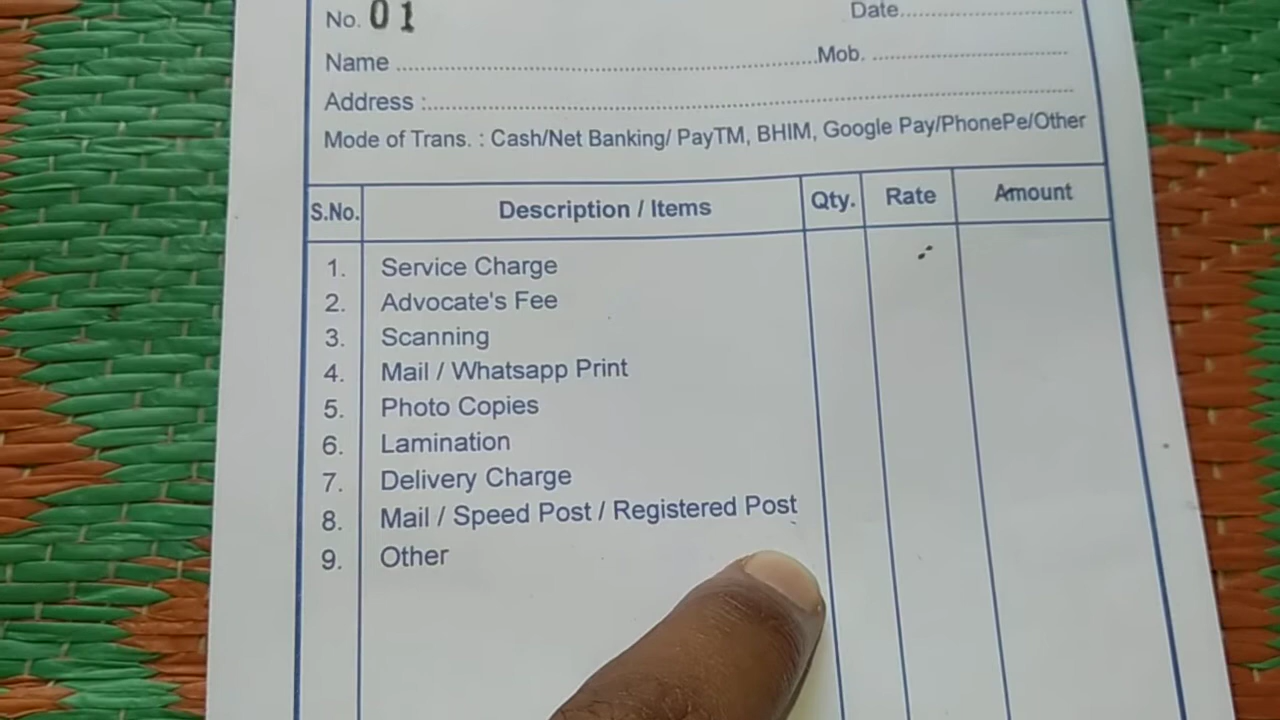 No. 01 Date
Name Mob.
Address :
Mode of Trans. : Cash/Net Banking/ PayTM, BHIM, Google Pay/PhonePe/Other
S.No. Description / Items Qty. Rate Amount
1. Service Charge
2. Advocate's Fee
3. Scanning
4. Mail / Whatsapp Print
5. Photo Copies
6. Lamination
7. Delivery Charge
8. Mail / Speed Post / Registered Post
9. Other